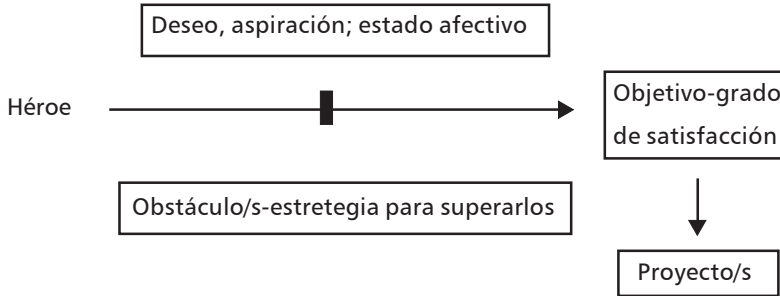 Deseo, aspiración; estado afectivo
Héroe
Objetivo-grado
de satisfacción
Obstáculo/s-estretegia para superarlos
Proyecto/s